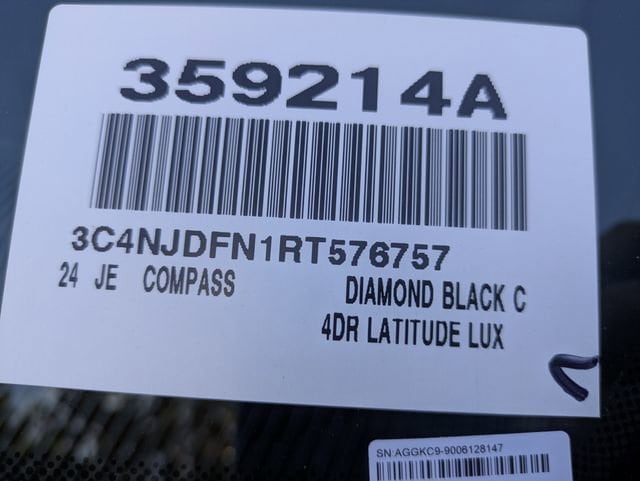 359214A
3C4NJDFN1RT576757
24 JE COMPASS DIAMOND BLACK C
4DR LATITUDE LUX
SN:AGGKC9-9006128147